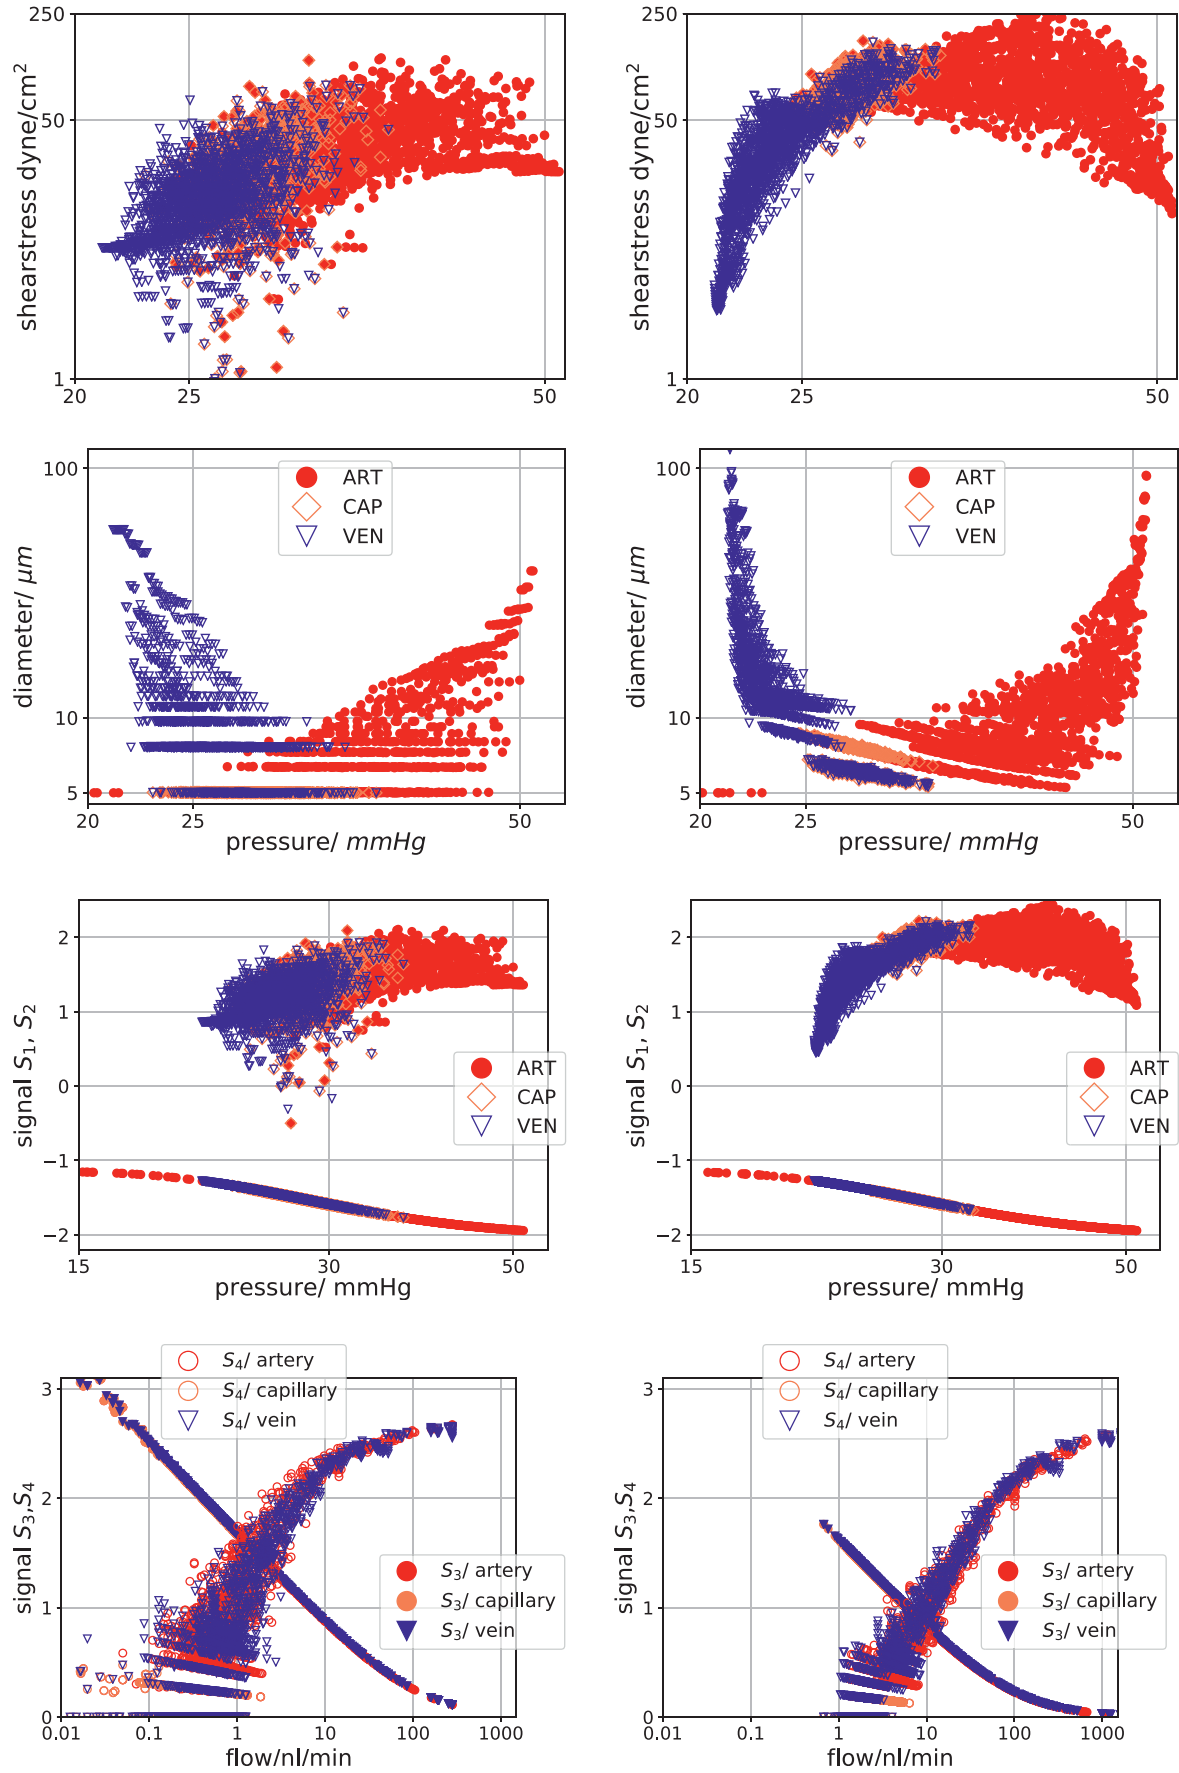 250
50
1
shearstress dyne/cm²
20
25
50
250
50
1
shearstress dyne/cm²
20
25
50
100
10
5
diameter/ μm
ART
CAP
VEN
20
25
50
pressure/ mmHg
100
10
5
diameter/ μm
ART
CAP
VEN
20
25
50
pressure/ mmHg
2
1
0
−1
−2
signal S₁, S₂
ART
CAP
VEN
15
30
50
pressure/ mmHg
2
1
0
−1
−2
signal S₁, S₂
ART
CAP
VEN
15
30
50
pressure/ mmHg
S₄/ artery
S₄/ capillary
S₄/ vein
3
2
1
0
signal S₃,S₄
S₃/ artery
S₃/ capillary
S₃/ vein
0.01
0.1
1
10
100
1000
flow/nl/min
S₄/ artery
S₄/ capillary
S₄/ vein
3
2
1
0
signal S₃,S₄
S₃/ artery
S₃/ capillary
S₃/ vein
0.01
0.1
1
10
100
1000
flow/nl/min